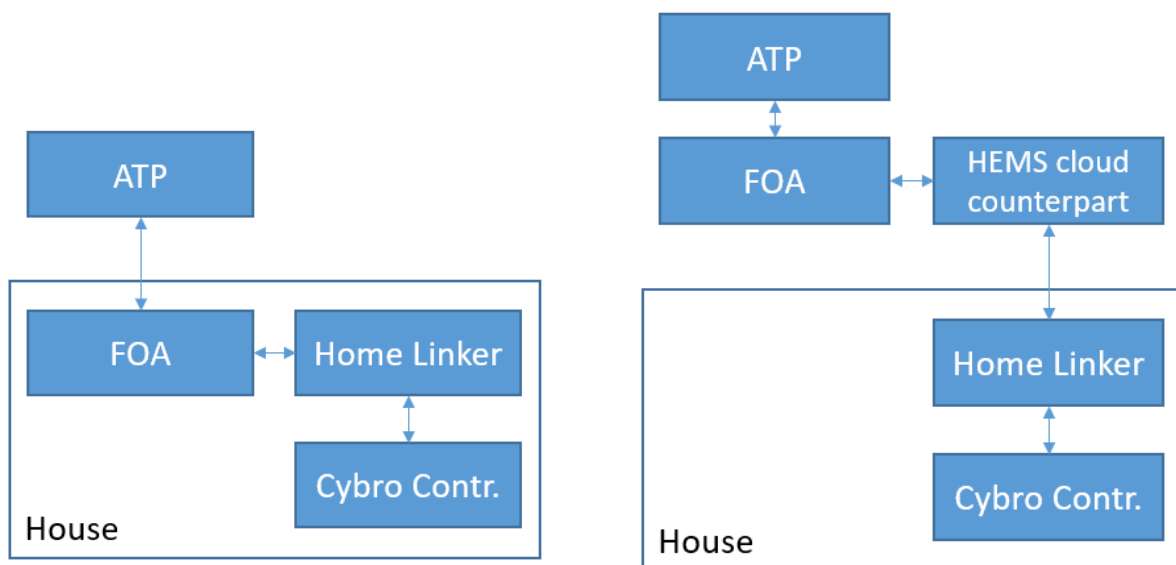 ATP
FOA
Home Linker
Cybro Contr.
House
ATP
FOA
HEMS cloud
counterpart
Home Linker
Cybro Contr.
House